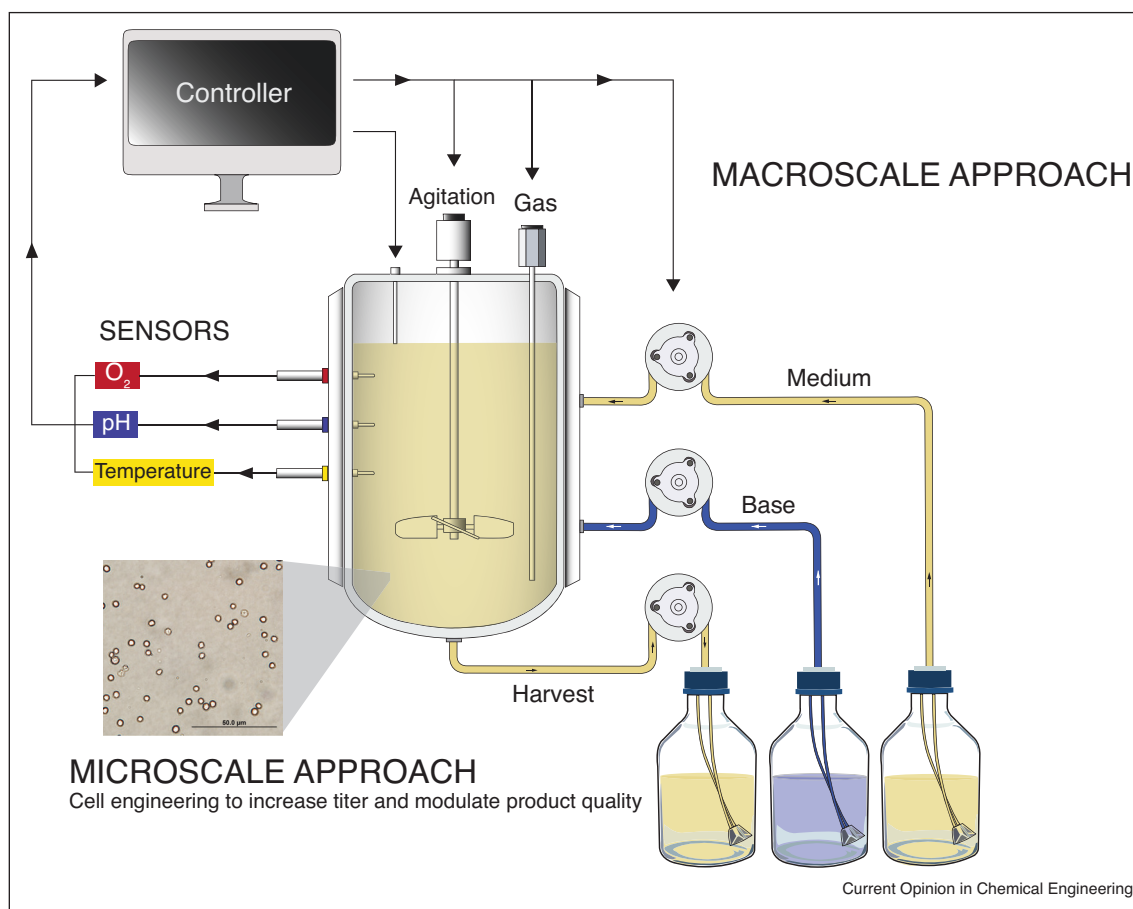 Controller
MACROSCALE APPROACH
Agitation
Gas
SENSORS
O₂
pH
Temperature
Medium
Base
Harvest
50.0 µm
MICROSCALE APPROACH
Cell engineering to increase titer and modulate product quality
Current Opinion in Chemical Engineering